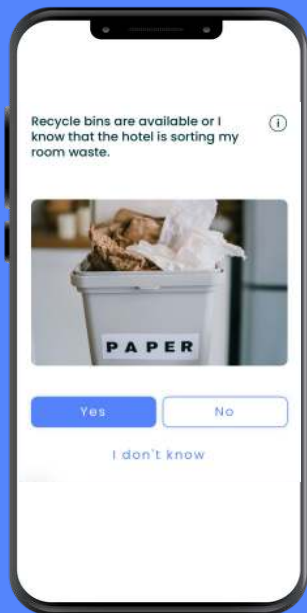 Recycle bins are available or I
know that the hotel is sorting my
room waste.
i
PAPER
Yes
No
I don't know